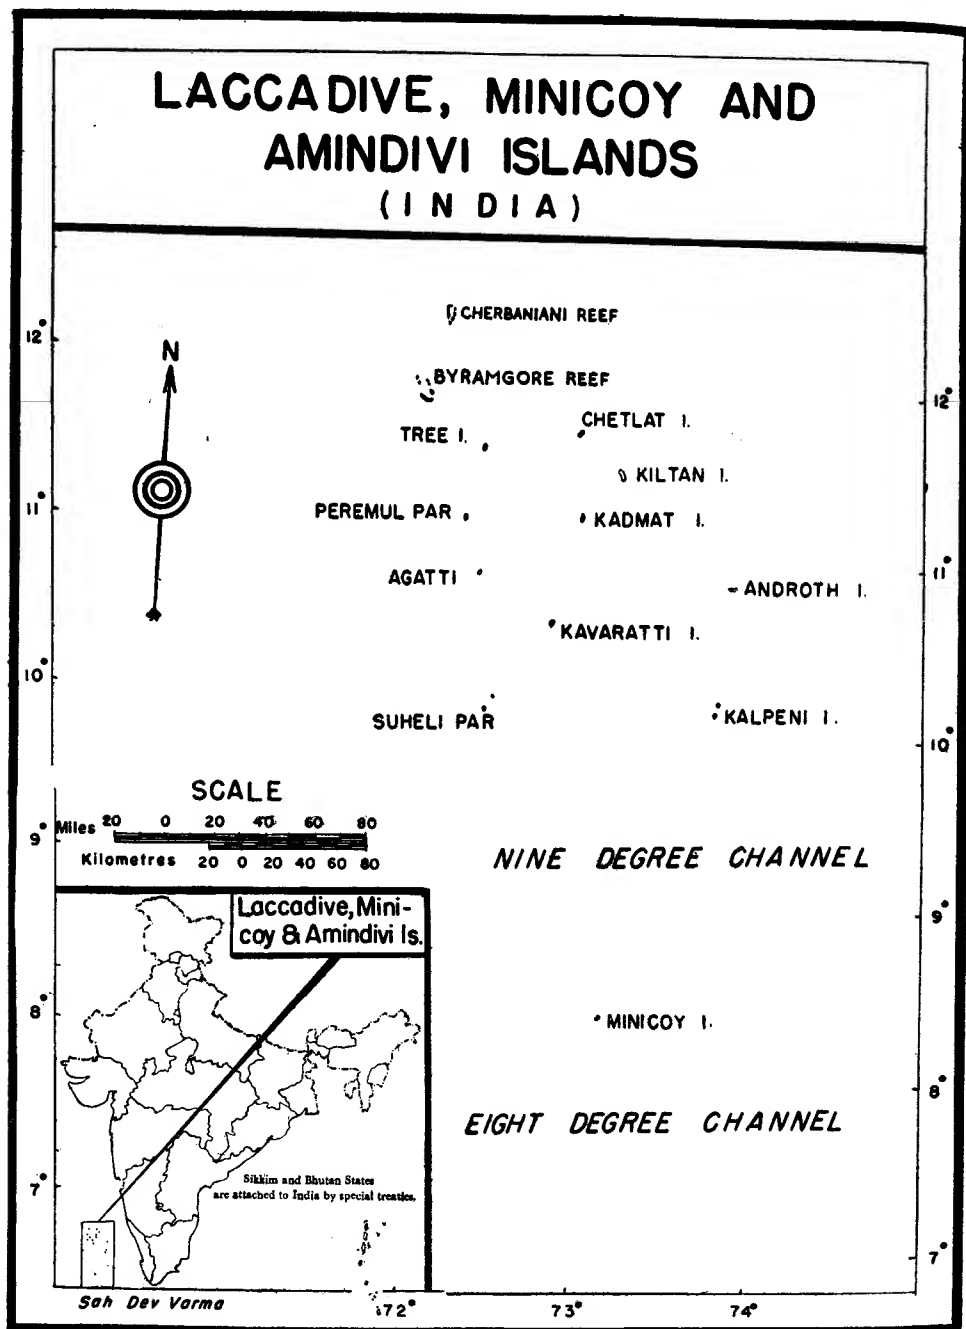 LACCADIVE, MINICOY AND
AMINDIVI ISLANDS
(INDIA)
CHERBANIANI REEF
12°
N
BYRAMGORE REEF
12°
CHETLAT I.
TREE I.
KILTAN I.
11°
PEREMUL PAR
KADMAT I.
AGATTI
11°
ANDROTH I.
KAVARATTI I.
10°
SUHELI PAR
KALPENI I.
10°
SCALE
Miles 20 0 20 40 60 80
9°
Kilometres 20 0 20 40 60 80
NINE DEGREE CHANNEL
Laccadive, Mini-
coy & Amindivi Is.
9°
8°
MINICOY I.
8°
EIGHT DEGREE CHANNEL
Sikkim and Bhutan States
are attached to India by special treaties.
7°
7°
Sah Dev Varma
72° 73° 74°